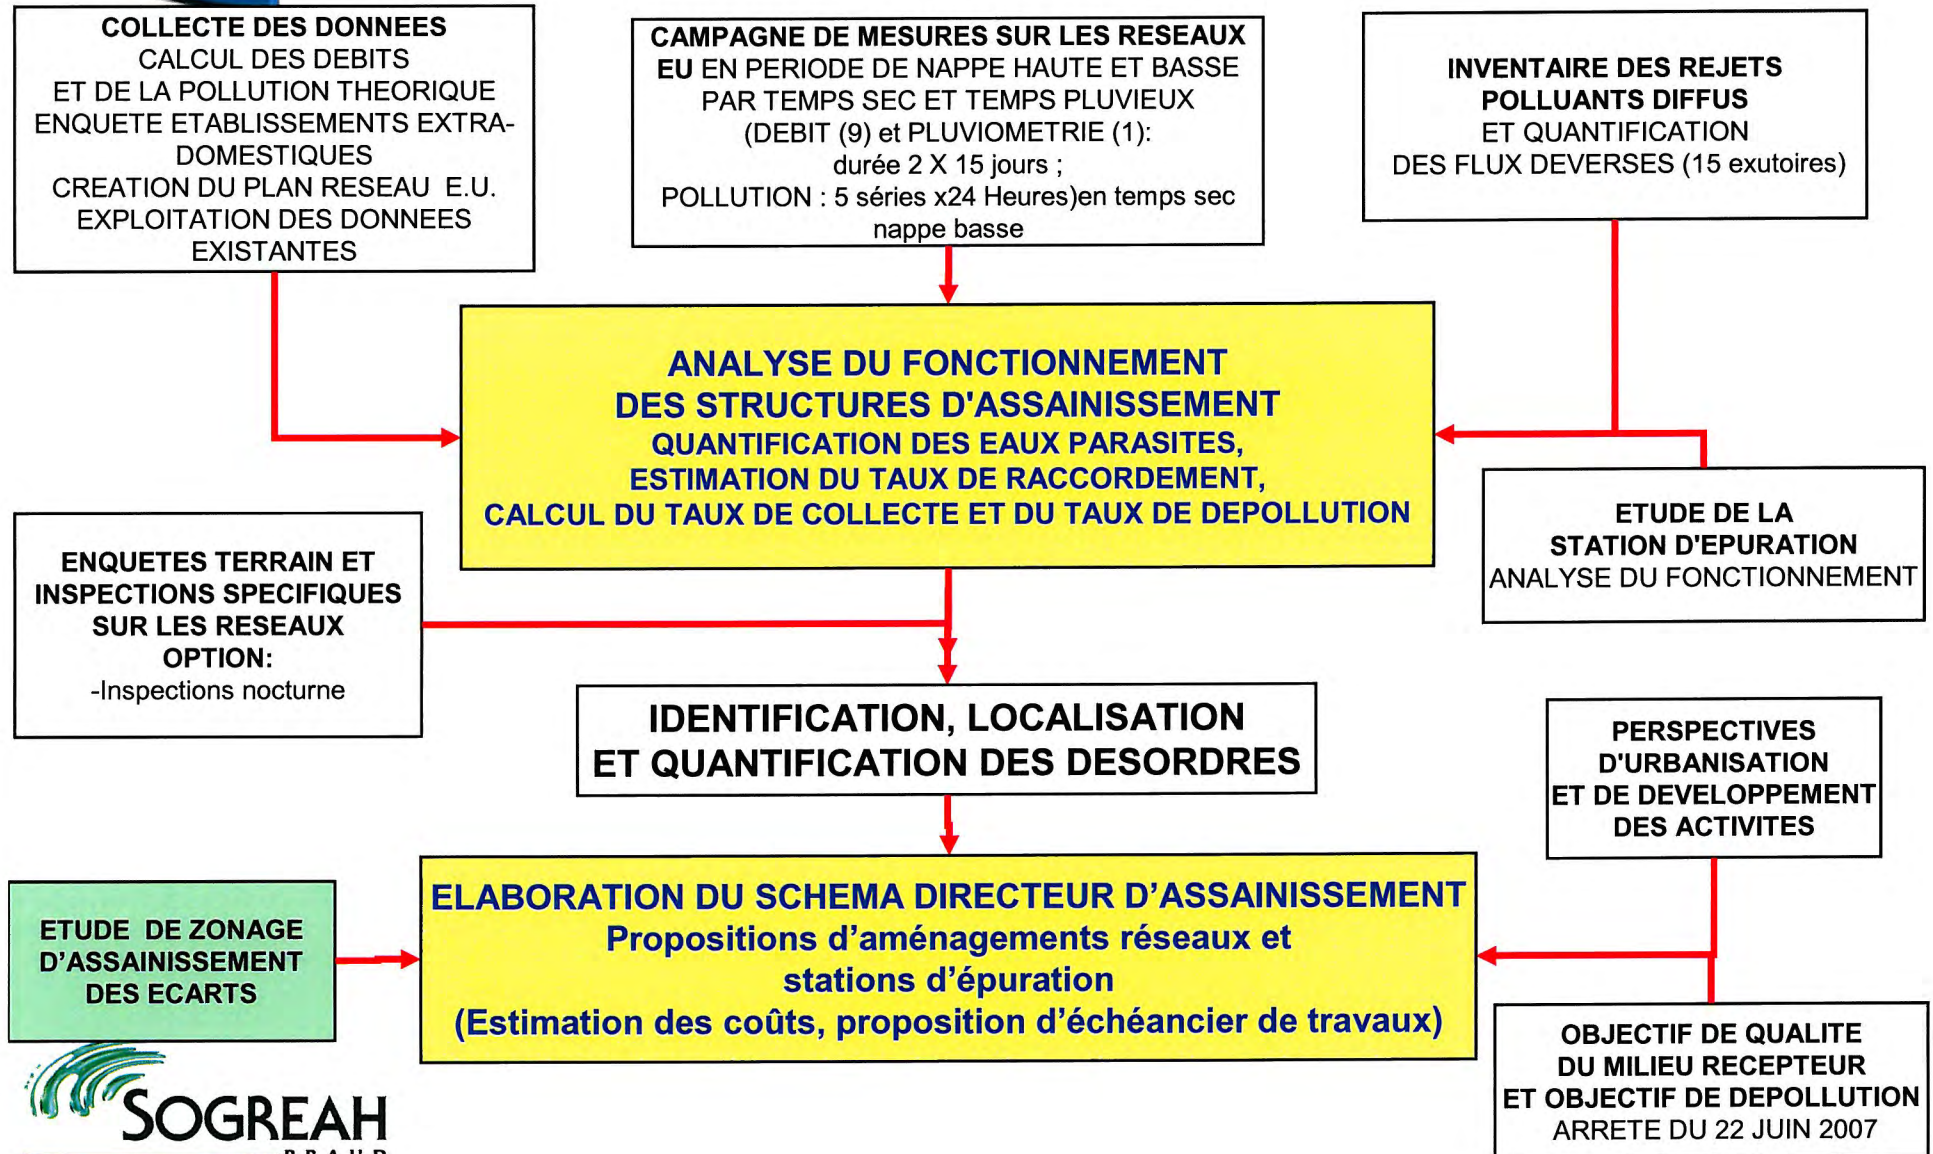 COLLECTE DES DONNEES
CALCUL DES DEBITS
ET DE LA POLLUTION THEORIQUE
ENQUETE ETABLISSEMENTS EXTRA-
DOMESTIQUES
CREATION DU PLAN RESEAU E.U.
EXPLOITATION DES DONNEES
EXISTANTES
CAMPAGNE DE MESURES SUR LES RESEAUX
EU EN PERIODE DE NAPPE HAUTE ET BASSE
PAR TEMPS SEC ET TEMPS PLUVIEUX
(DEBIT (9) et PLUVIOMETRIE (1):
durée 2 X 15 jours ;
POLLUTION : 5 séries x24 Heures)en temps sec
nappe basse
INVENTAIRE DES REJETS
POLLUANTS DIFFUS
ET QUANTIFICATION
DES FLUX DEVERSES (15 exutoires)
ANALYSE DU FONCTIONNEMENT
DES STRUCTURES D'ASSAINISSEMENT
QUANTIFICATION DES EAUX PARASITES,
ESTIMATION DU TAUX DE RACCORDEMENT,
CALCUL DU TAUX DE COLLECTE ET DU TAUX DE DEPOLLUTION
ETUDE DE LA
STATION D'EPURATION
ANALYSE DU FONCTIONNEMENT
ENQUETES TERRAIN ET
INSPECTIONS SPECIFIQUES
SUR LES RESEAUX
OPTION:
-Inspections nocturne
IDENTIFICATION, LOCALISATION
ET QUANTIFICATION DES DESORDRES
PERSPECTIVES
D'URBANISATION
ET DE DEVELOPPEMENT
DES ACTIVITES
ETUDE DE ZONAGE
D’ASSAINISSEMENT
DES ECARTS
ELABORATION DU SCHEMA DIRECTEUR D’ASSAINISSEMENT
Propositions d’aménagements réseaux et
stations d’épuration
(Estimation des coûts, proposition d’échéancier de travaux)
OBJECTIF DE QUALITE
DU MILIEU RECEPTEUR
ET OBJECTIF DE DEPOLLUTION
ARRETE DU 22 JUIN 2007
SOGREAH